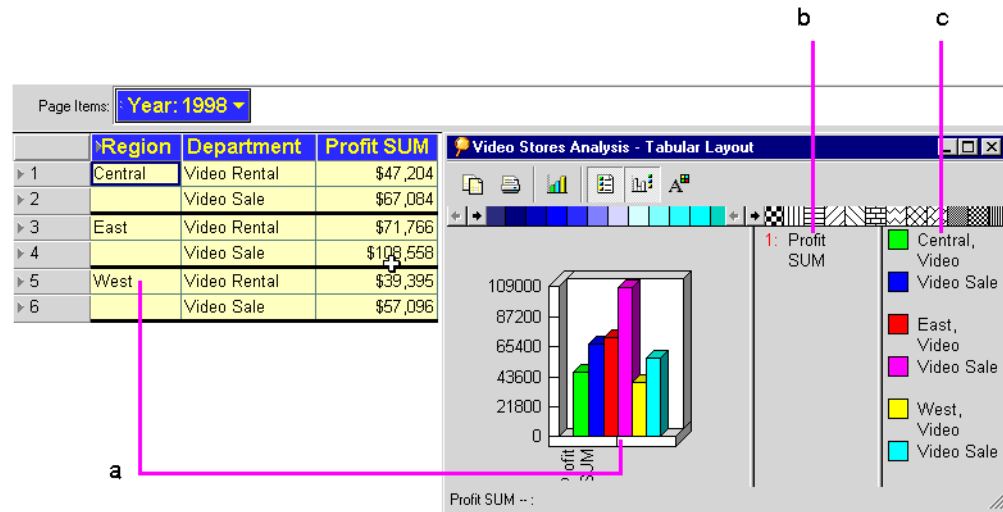 b c
Page Items: Year: 1998
Region Department Profit SUM
1 Central Video Rental $47,204
2 Video Sale $67,084
3 East Video Rental $71,766
4 Video Sale $108,558
5 West Video Rental $39,395
6 Video Sale $57,096
Video Stores Analysis - Tabular Layout
A
109000
87200
65400
43600
21800
0
ofit
SUM
1: Profit
SUM
Central,
Video
Video Sale
East,
Video
Video Sale
West,
Video
Video Sale
a
Profit SUM -- :